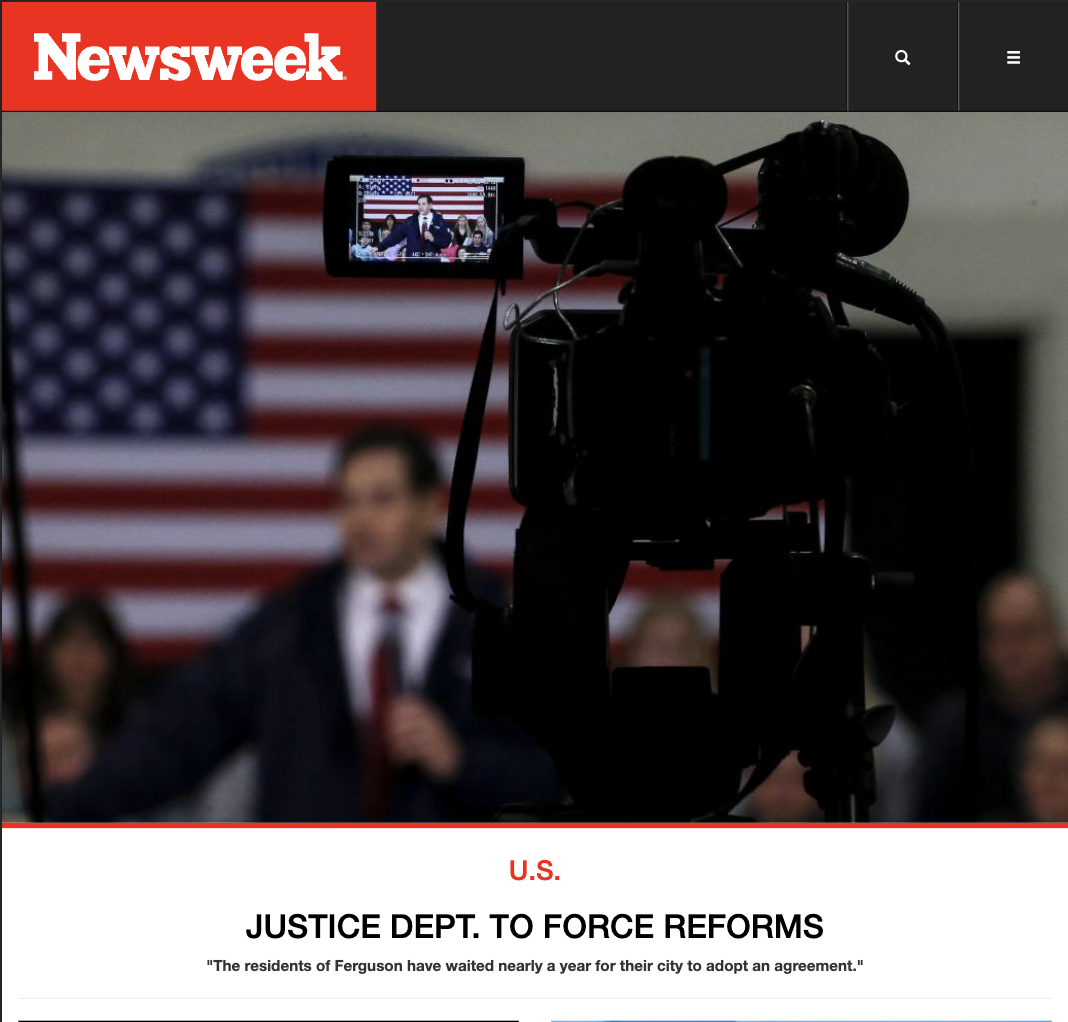 Newsweek
U.S.
JUSTICE DEPT. TO FORCE REFORMS
"The residents of Ferguson have waited nearly a year for their city to adopt an agreement."